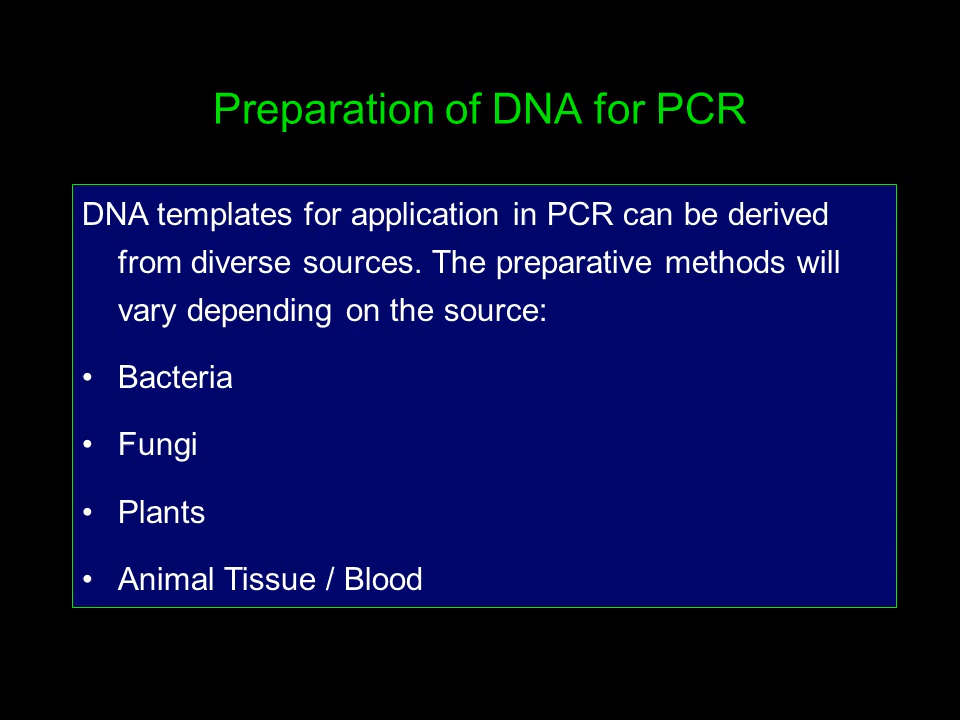 Preparation of DNA for PCR
DNA templates for application in PCR can be derived
from diverse sources. The preparative methods will
vary depending on the source:
• Bacteria
• Fungi
• Plants
• Animal Tissue / Blood